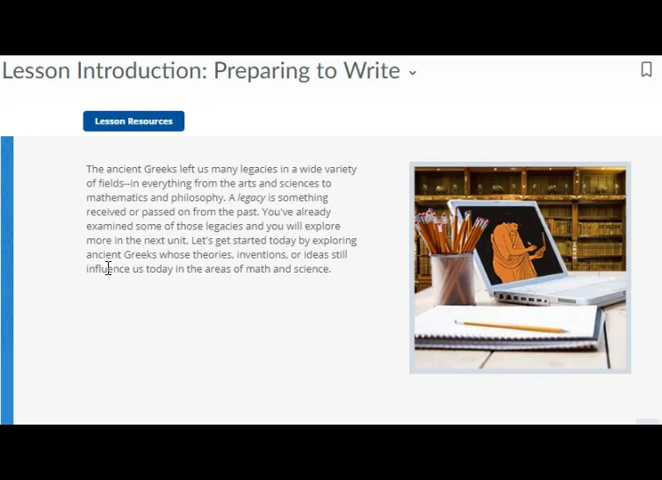 Lesson Introduction: Preparing to Write
Lesson Resources
The ancient Greeks left us many legacies in a wide variety
of fields--in everything from the arts and sciences to
mathematics and philosophy. A legacy is something
received or passed on from the past. You've already
examined some of those legacies and you will explore
more in the next unit. Let's get started today by exploring
ancient Greeks whose theories, inventions, or ideas still
influence us today in the areas of math and science.